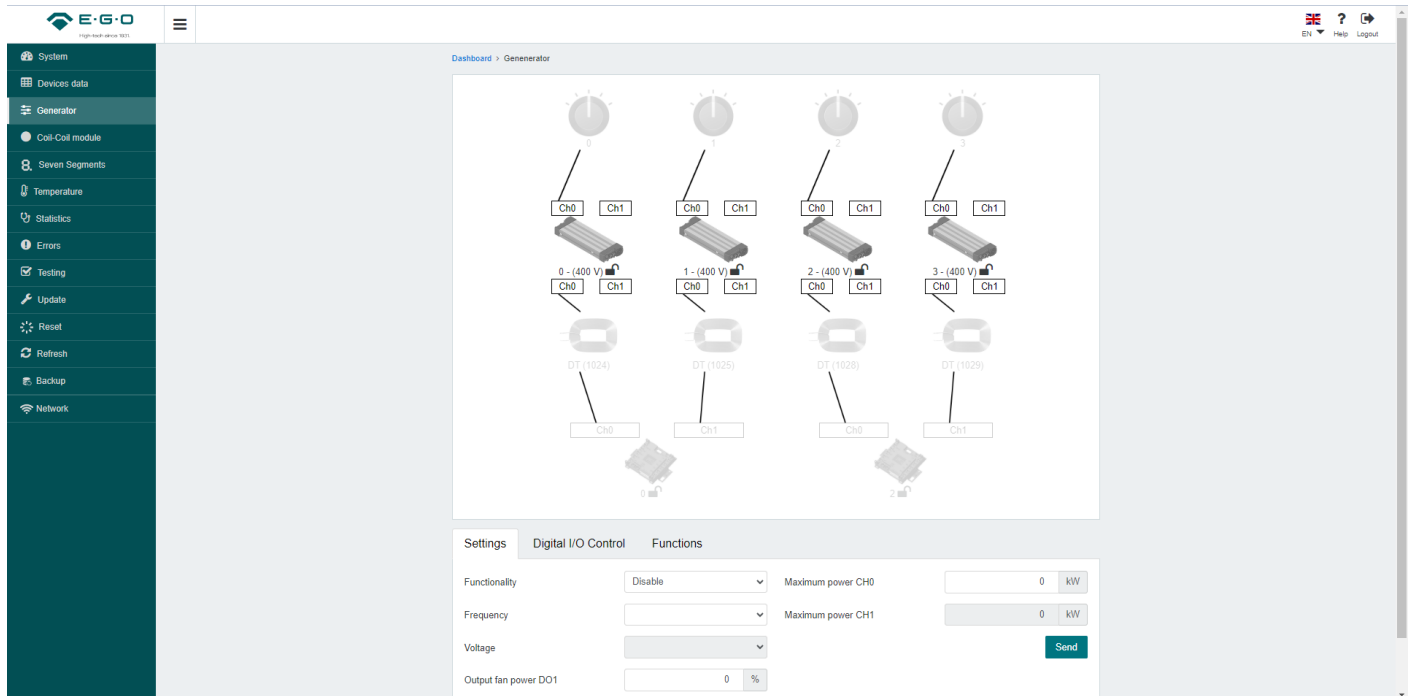 E·G·O
High-tech since 1931
EN
Help
Logout
System
Devices data
Generator
Coil-Coil module
8. Seven Segments
Temperature
Statistics
Errors
Testing
Update
Reset
Refresh
Backup
Network
Dashboard > Genenerator
0 1 2 3
Ch0 Ch1 Ch0 Ch1 Ch0 Ch1 Ch0 Ch1
0 - (400 V) 1 - (400 V) 2 - (400 V) 3 - (400 V)
Ch0 Ch1 Ch0 Ch1 Ch0 Ch1 Ch0 Ch1
DT (1024) DT (1025) DT (1028) DT (1029)
Ch0 Ch1 Ch0 Ch1
0 2
Settings Digital I/O Control Functions
Functionality Disable Maximum power CH0 0 kW
Frequency Maximum power CH1 0 kW
Voltage Send
Output fan power DO1 0 %